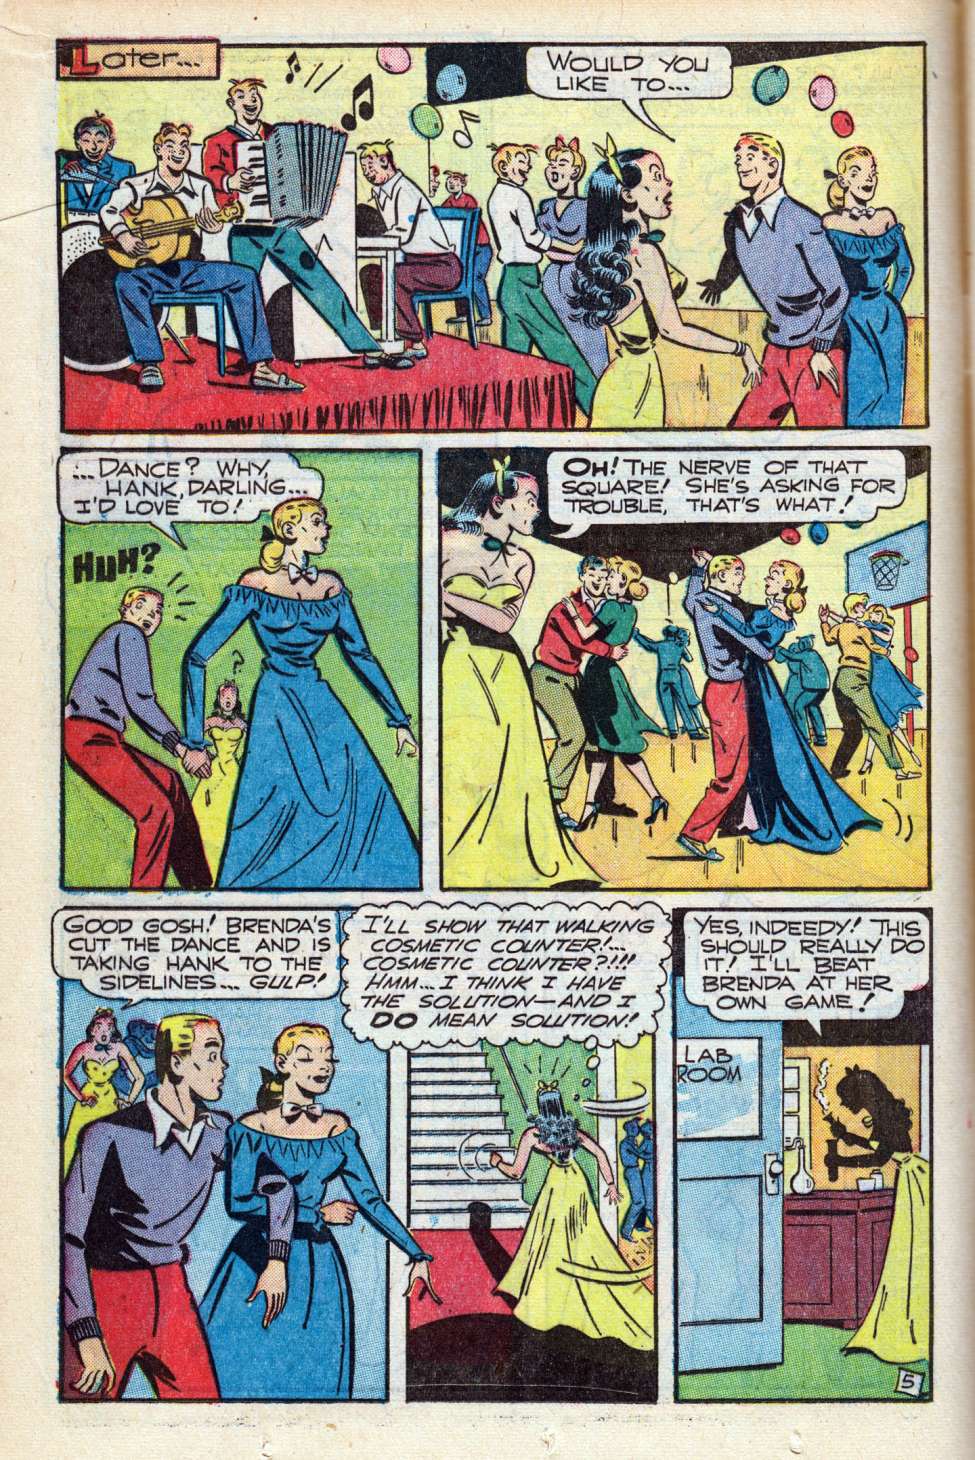 Later...
WOULD YOU
LIKE TO...
... DANCE? WHY,
HANK, DARLING...
I'D LOVE TO!
HUH?
?
OH! THE NERVE OF THAT
SQUARE! SHE'S ASKING FOR
TROUBLE, THAT'S WHAT!
GOOD GOSH! BRENDA'S
CUT THE DANCE AND IS
TAKING HANK TO THE
SIDELINES... GULP!
I'LL SHOW THAT WALKING
COSMETIC COUNTER!...
COSMETIC COUNTER?!!!
HMM... I THINK I HAVE
THE SOLUTION—AND I
DO MEAN SOLUTION!
YES, INDEEDY! THIS
SHOULD REALLY DO
IT! I'LL BEAT
BRENDA AT HER
OWN GAME!
LAB
ROOM
5